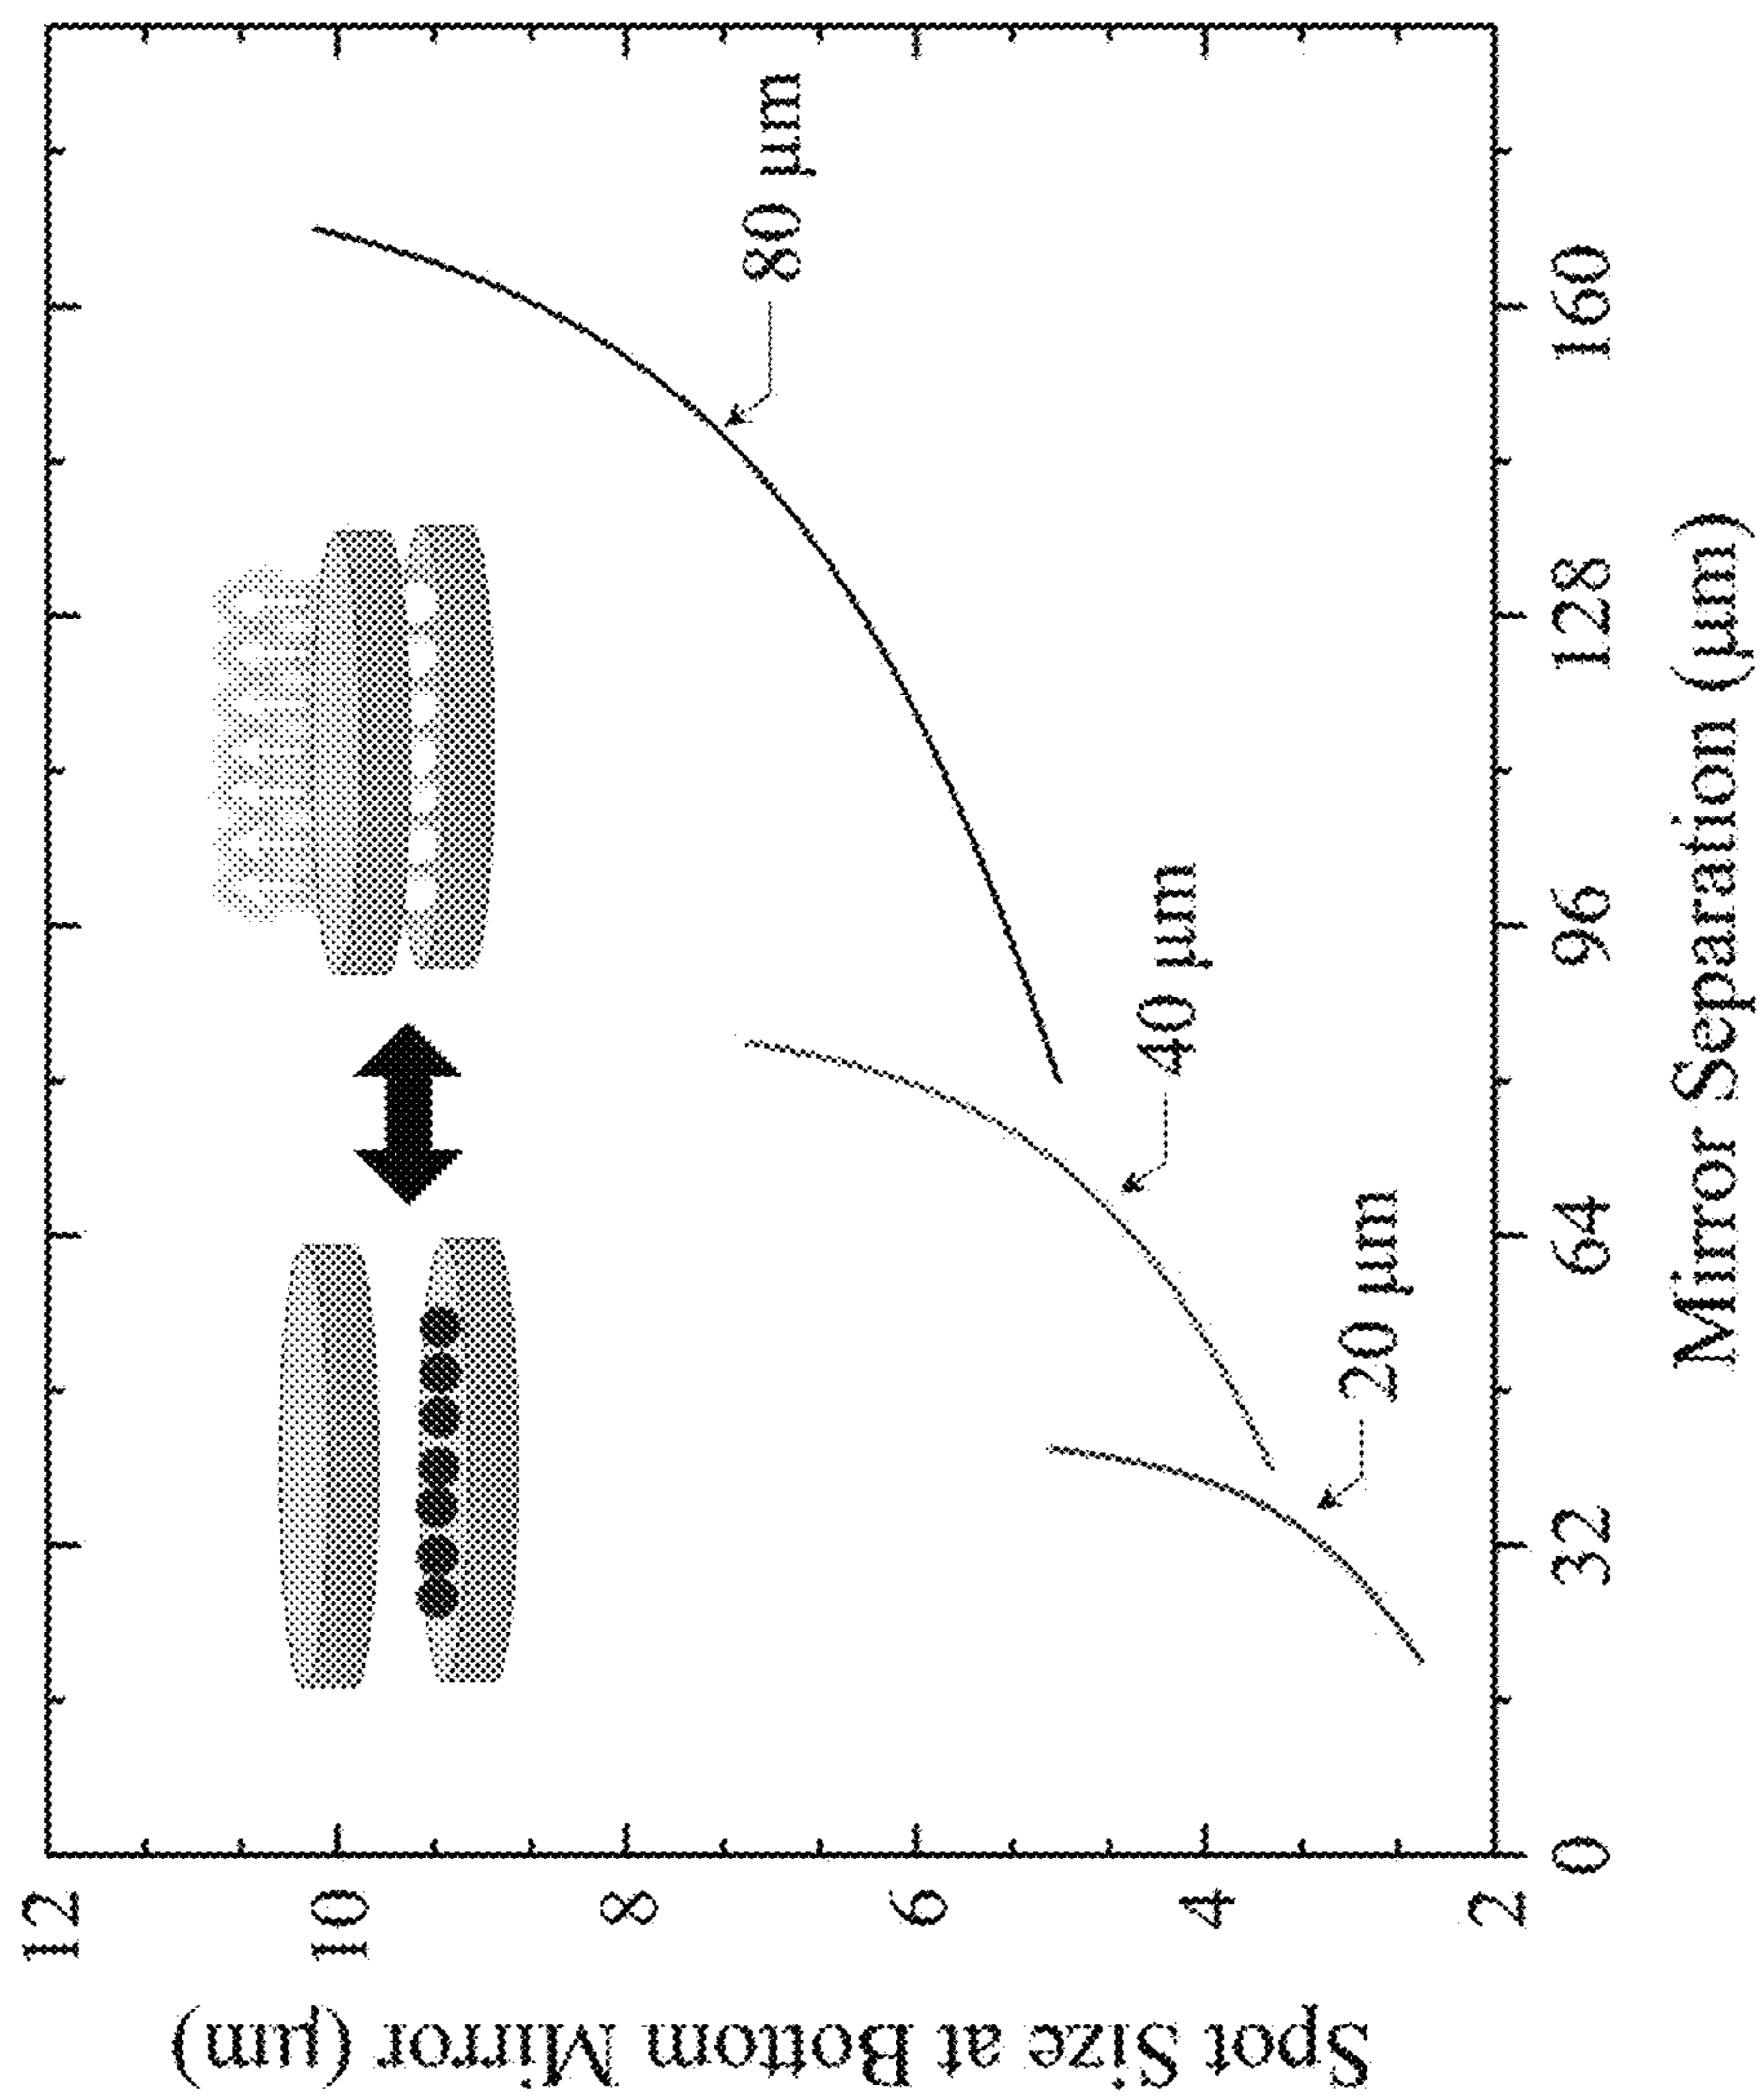 Spot Size at Bottom Mirror (μm)
12
10
8
6
4
2
80 μm
40 μm
20 μm
0
32
64
96
128
160
Mirror Separation (μm)